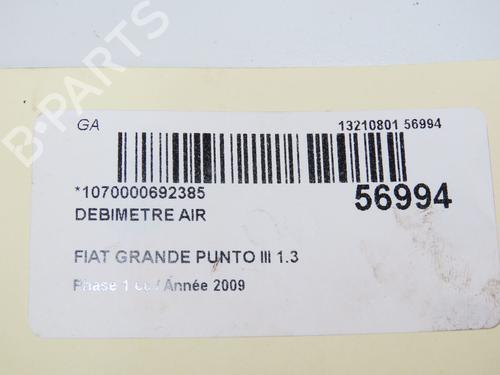 B-PARTS
GA
13210801 56994
*1070000692385
56994
DEBIMETRE AIR
FIAT GRANDE PUNTO III 1.3
Phase 1 / Année 2009